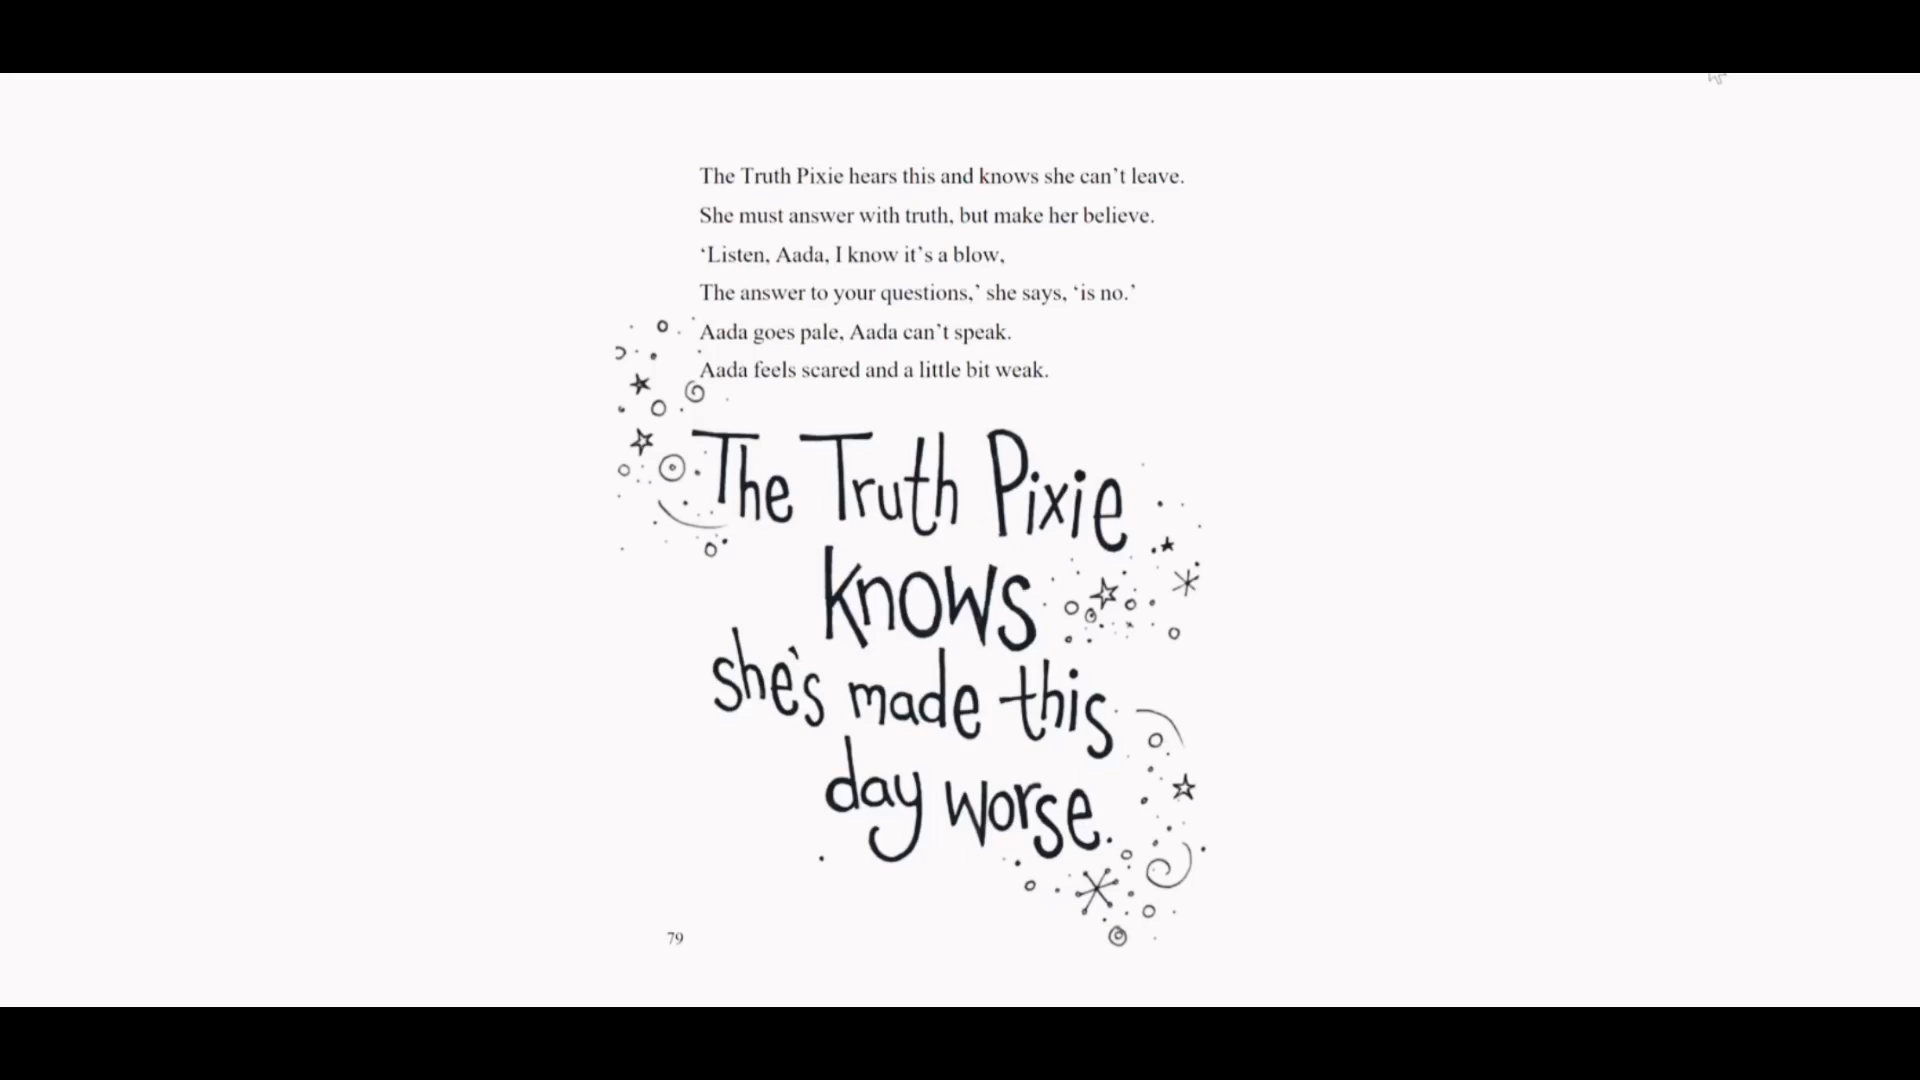 The Truth Pixie hears this and knows she can’t leave.
She must answer with truth, but make her believe.
‘Listen, Aada, I know it’s a blow,
The answer to your questions,’ she says, ‘is no.’
Aada goes pale, Aada can’t speak.
Aada feels scared and a little bit weak.
The Truth Pixie
knows
she’s made this
day worse.
79